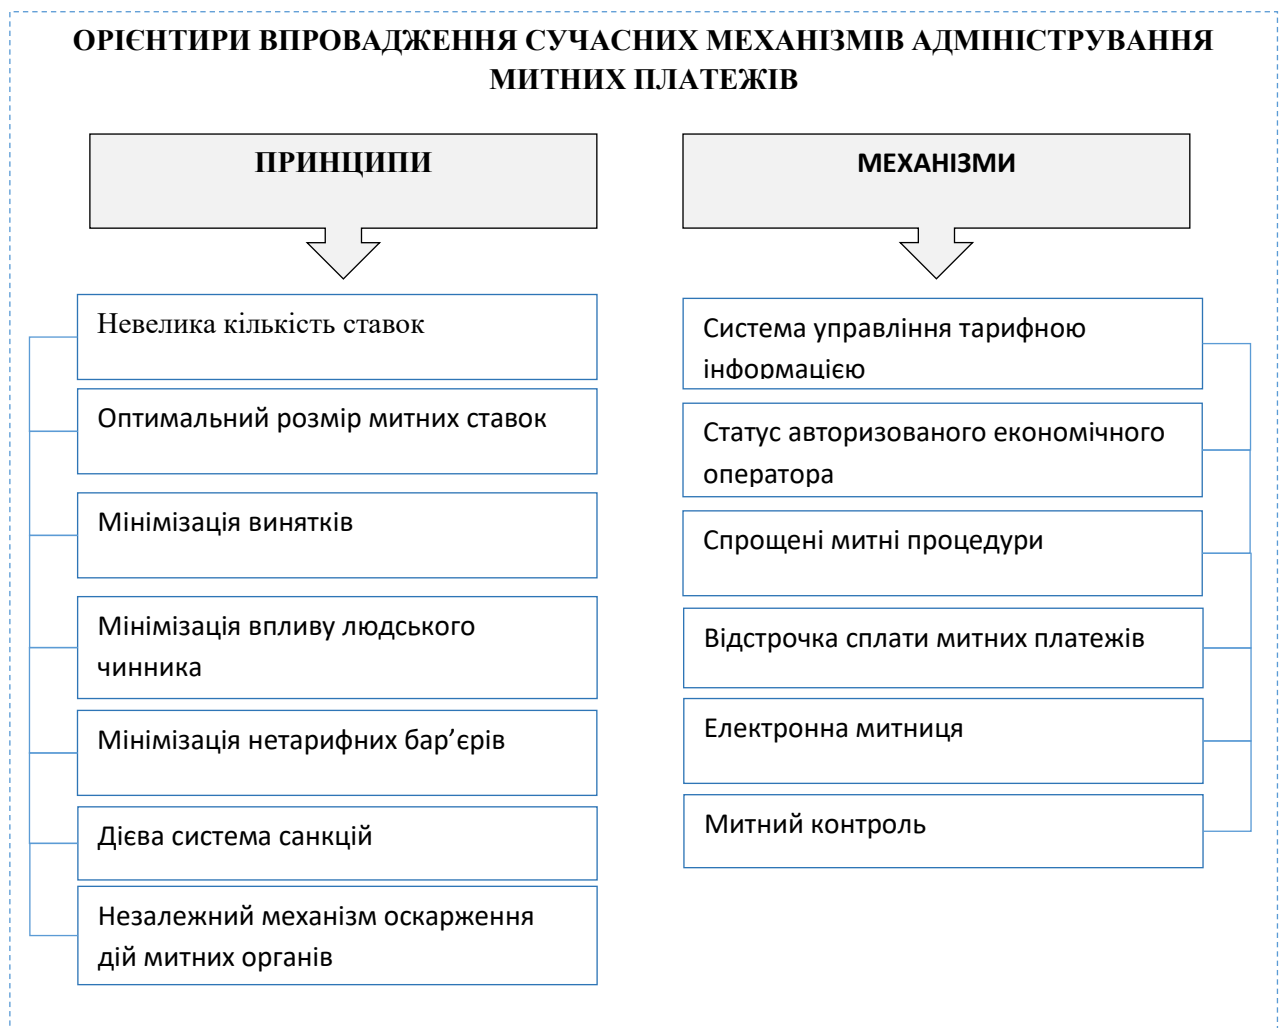 ОРІЄНТИРИ ВПРОВАДЖЕННЯ СУЧАСНИХ МЕХАНІЗМІВ АДМІНІСТРУВАННЯ
МИТНИХ ПЛАТЕЖІВ
ПРИНЦИПИ
Невелика кількість ставок
Оптимальний розмір митних ставок
Мінімізація винятків
Мінімізація впливу людського
чинника
Мінімізація нетарифних бар’єрів
Дієва система санкцій
Незалежний механізм оскарження
дій митних органів
МЕХАНІЗМИ
Система управління тарифною
інформацією
Статус авторизованого економічного
оператора
Спрощені митні процедури
Відстрочка сплати митних платежів
Електронна митниця
Митний контроль